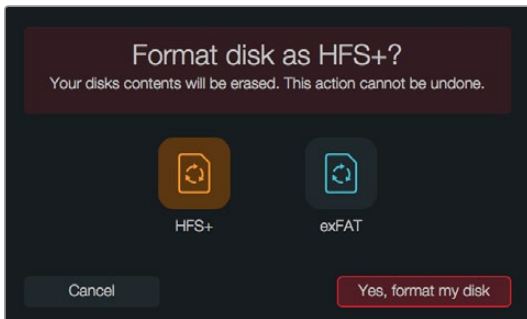 Format disk as HFS+?
Your disks contents will be erased. This action cannot be undone.
HFS+
exFAT
Cancel
Yes, format my disk